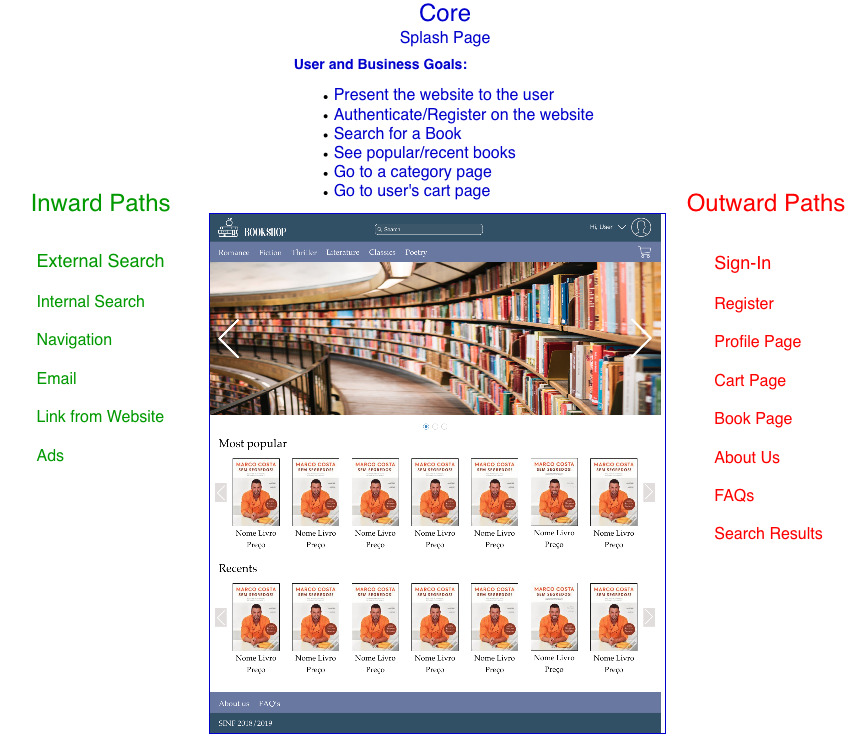 Core
Splash Page
User and Business Goals:
Present the website to the user
Authenticate/Register on the website
Search for a Book
See popular/recent books
Go to a category page
Go to user's cart page
Inward Paths
External Search
Internal Search
Navigation
Email
Link from Website
Ads
BOOKSHOP
Search
Hi, User
Romance Fiction Thriller Literature Classics Poetry
Most popular
MARCO COSTA MARCO COSTA MARCO COSTA MARCO COSTA MARCO COSTA MARCO COSTA MARCO COSTA
SEM SEGREDOS! SEM SEGREDOS! SEM SEGREDOS! SEM SEGREDOS! SEM SEGREDOS! SEM SEGREDOS! SEM SEGREDOS!
Nome Livro Nome Livro Nome Livro Nome Livro Nome Livro Nome Livro Nome Livro
Preço Preço Preço Preço Preço Preço Preço
Recents
MARCO COSTA MARCO COSTA MARCO COSTA MARCO COSTA MARCO COSTA MARCO COSTA MARCO COSTA
SEM SEGREDOS! SEM SEGREDOS! SEM SEGREDOS! SEM SEGREDOS! SEM SEGREDOS! SEM SEGREDOS! SEM SEGREDOS!
Nome Livro Nome Livro Nome Livro Nome Livro Nome Livro Nome Livro Nome Livro
Preço Preço Preço Preço Preço Preço Preço
About us FAQ's
SINF 2018/2019
Outward Paths
Sign-In
Register
Profile Page
Cart Page
Book Page
About Us
FAQs
Search Results